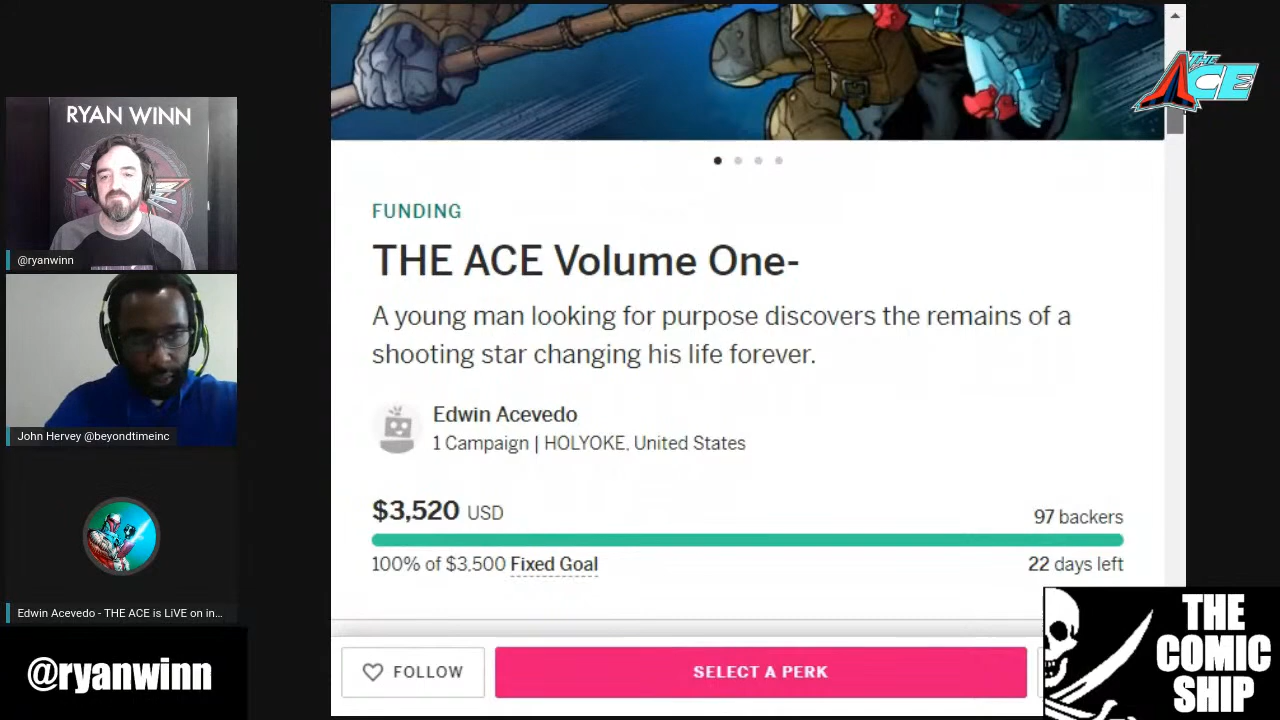 RYAN WINN
@ryanwinn
John Hervey @beyondtimeinc
Edwin Acevedo - THE ACE is LiVE on in...
@ryanwinn
THE
ACE
FUNDING
THE ACE Volume One-
A young man looking for purpose discovers the remains of a
shooting star changing his life forever.
Edwin Acevedo
1 Campaign | HOLYOKE, United States
$3,520 USD
97 backers
100% of $3,500 Fixed Goal
22 days left
FOLLOW
SELECT A PERK
THE
COMIC
SHIP